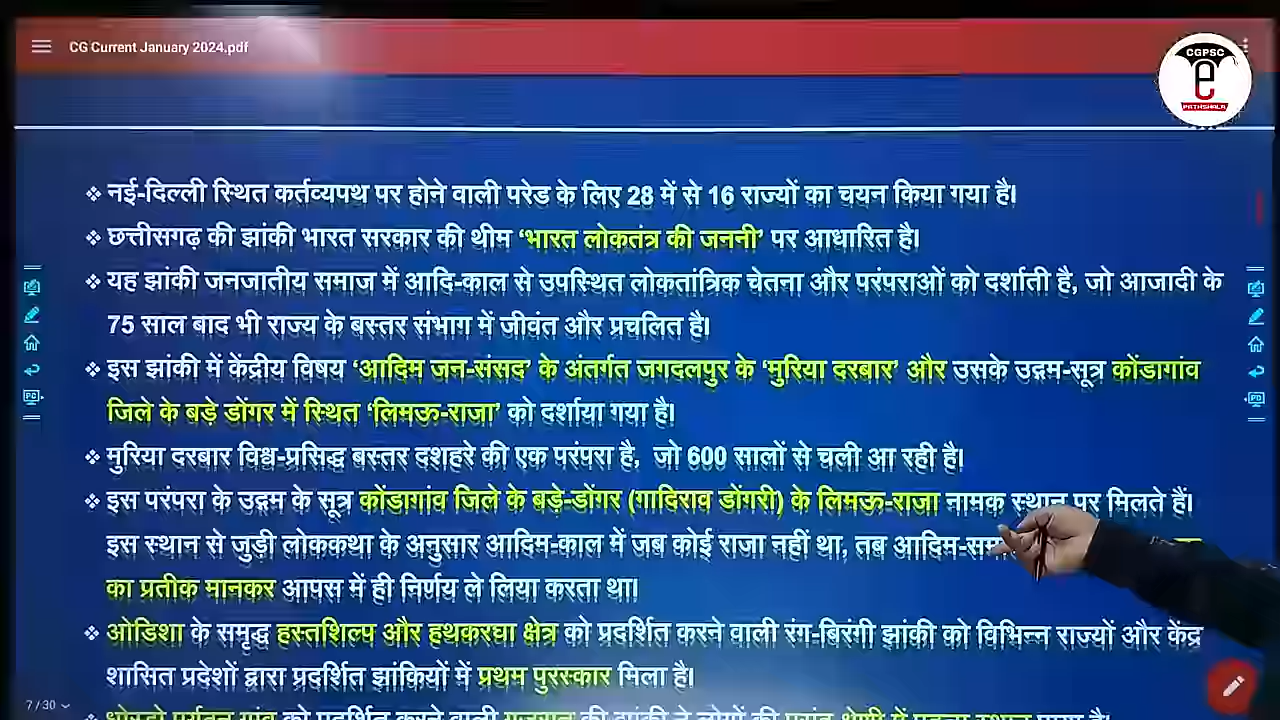 CG Current January 2024.pdf
CGPSC
e
PATHSHALA
❖ नई-दिल्ली स्थित कर्तव्यपथ पर होने वाली परेड के लिए 28 में से 16 राज्यों का चयन किया गया है।
❖ छत्तीसगढ़ की झांकी भारत सरकार की थीम ‘भारत लोकतंत्र की जननी’ पर आधारित है।
❖ यह झांकी जनजातीय समाज में आदि-काल से उपस्थित लोकतांत्रिक चेतना और परंपराओं को दर्शाती है, जो आजादी के
75 साल बाद भी राज्य के बस्तर संभाग में जीवंत और प्रचलित है।
❖ इस झांकी में केंद्रीय विषय ‘आदिम जन-संसद’ के अंतर्गत जगदलपुर के ‘मुरिया दरबार’ और उसके उद्गम-सूत्र कोंडागांव
जिले के बड़े डोंगर में स्थित ‘लिमऊ-राजा’ को दर्शाया गया है।
❖ मुरिया दरबार विश्व-प्रसिद्ध बस्तर दशहरे की एक परंपरा है, जो 600 सालों से चली आ रही है।
❖ इस परंपरा के उद्गम के सूत्र कोंडागांव जिले के बड़े-डोंगर (गादिराव डोंगरी) के लिमऊ-राजा नामक स्थान पर मिलते हैं।
इस स्थान से जुड़ी लोककथा के अनुसार आदिम-काल में जब कोई राजा नहीं था, तब
का प्रतीक मानकर आपस में ही निर्णय ले लिया करता था।
❖ ओडिशा के समृद्ध हस्तशिल्प और हथकरघा क्षेत्र को प्रदर्शित करने वाली रंग-बिरंगी झांकी को विभिन्न राज्यों और केंद्र
शासित प्रदेशों द्वारा प्रदर्शित झांकियों में प्रथम पुरस्कार मिला है।
7 / 30